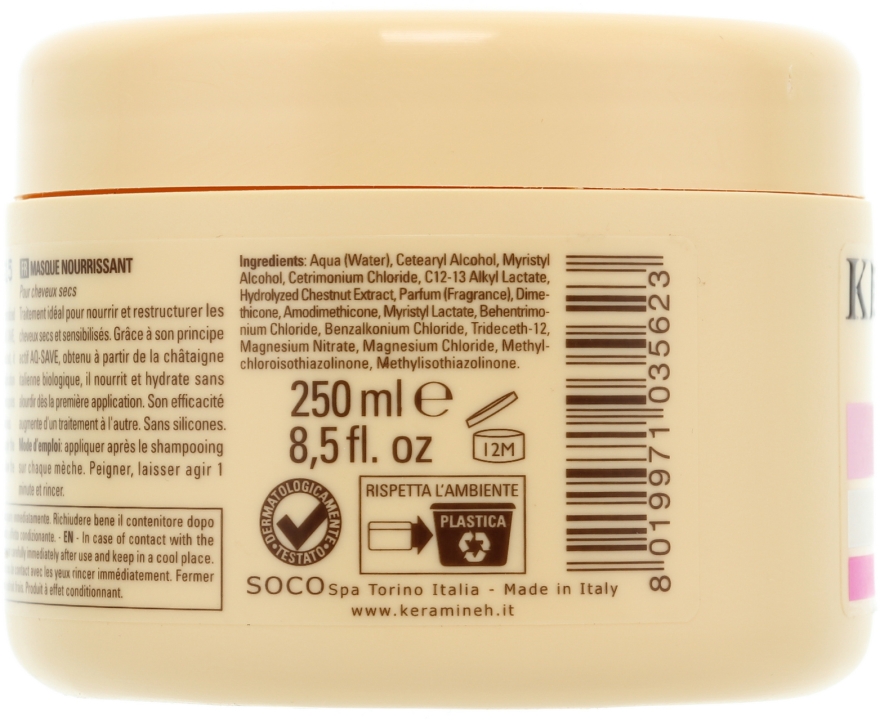 FR MASQUE NOURRISSANT
Pour cheveux secs
Traitement idéal pour nourrir et restructurer les
cheveux secs et sensibilisés. Grâce à son principe
actif AQ-SAVE, obtenu à partir de la châtaigne
italienne biologique, il nourrit et hydrate sans
alourdir dès la première application. Son efficacité
augmente d'un traitement à l'autre. Sans silicones.
Mode d'emploi: appliquer après le shampooing
sur chaque mèche. Peigner, laisser agir 1
minute et rincer.
immediatamente. Richiudere bene il contenitore dopo
condizionante. - EN - In case of contact with the
immediately after use and keep in a cool place.
contact avec les yeux rincer immédiatement. Fermer
frais. Produit à effet conditionnant.
Ingredients: Aqua (Water), Cetearyl Alcohol, Myristyl
Alcohol, Cetrimonium Chloride, C12-13 Alkyl Lactate,
Hydrolyzed Chestnut Extract, Parfum (Fragrance), Dime-
thicone, Amodimethicone, Myristyl Lactate, Behentrimo-
nium Chloride, Benzalkonium Chloride, Trideceth-12,
Magnesium Nitrate, Magnesium Chloride, Methyl-
chloroisothiazolinone, Methylisothiazolinone.
250 ml e
8,5 fl. oz
12M
DERMATOLOGICAMENTE
TESTATO
RISPETTA L'AMBIENTE
PLASTICA
SOCO Spa Torino Italia - Made in Italy
www.keramineh.it
8 019971 035623